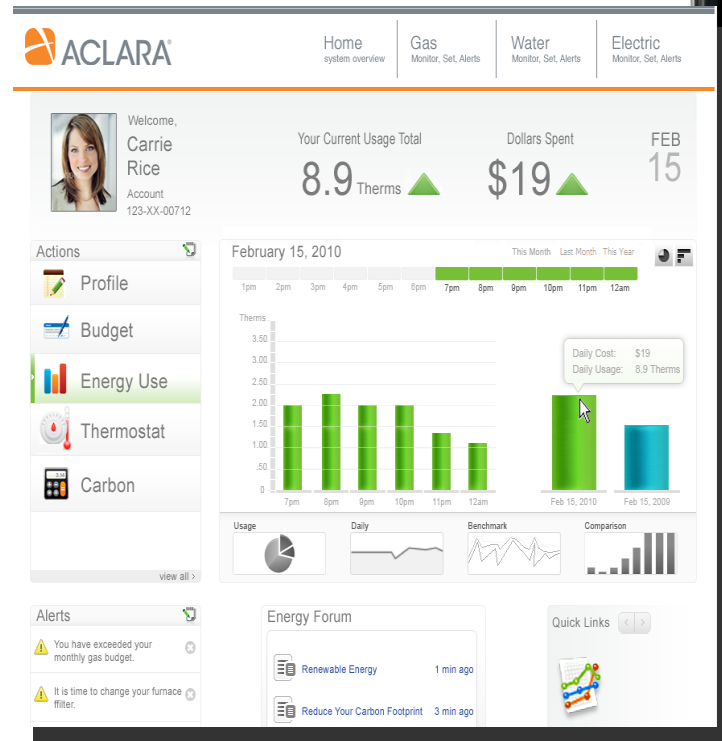 ACLARA
Home
system overview
Gas
Monitor, Set, Alerts
Water
Monitor, Set, Alerts
Electric
Monitor, Set, Alerts
Welcome,
Carrie
Rice
Account
123-XX-00712
Your Current Usage Total
8.9 Therms
Dollars Spent
$19
FEB
15
Actions
Profile
Budget
Energy Use
Thermostat
Carbon
view all >
February 15, 2010
This Month Last Month This Year
1pm 2pm 3pm 4pm 5pm 6pm 7pm 8pm 9pm 10pm 11pm 12am
Therms
3.50
3.00
2.50
2.00
1.50
1.00
.50
0
7pm 8pm 9pm 10pm 11pm 12am
Daily Cost: $19
Daily Usage: 8.9 Therms
Feb 15, 2010 Feb 15, 2009
Usage
Daily
Benchmark
Comparison
Alerts
You have exceeded your
monthly gas budget.
It is time to change your furnace
ffilter.
Energy Forum
Renewable Energy 1 min ago
Reduce Your Carbon Footprint 3 min ago
Quick Links